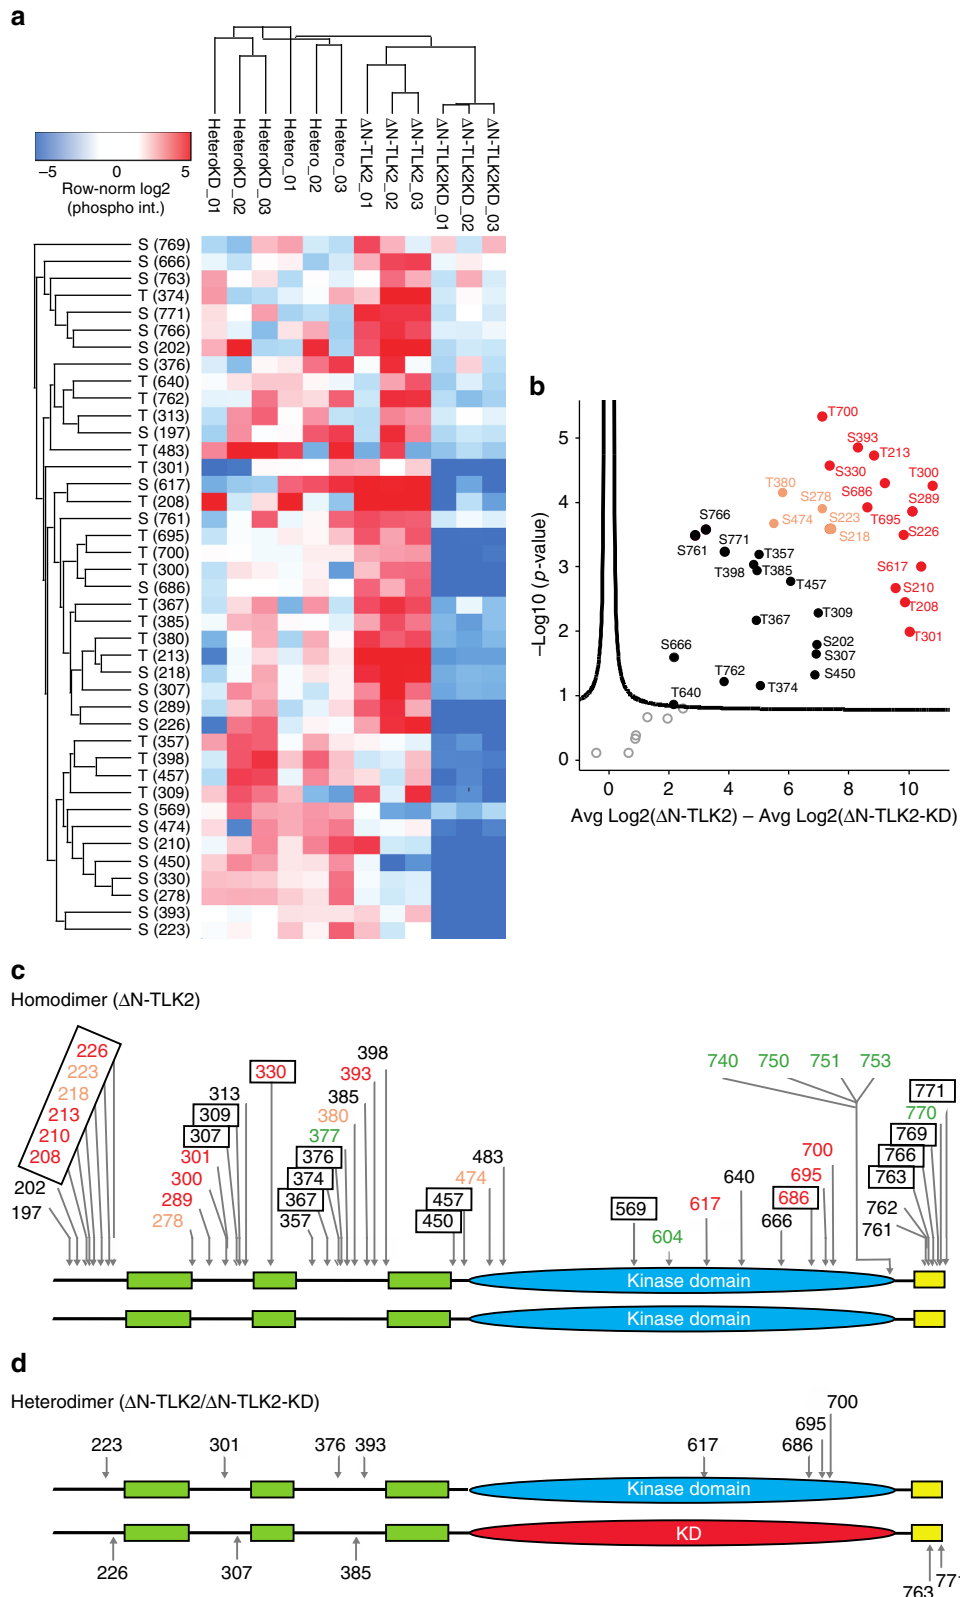 a
HeteroKD_01
HeteroKD_02
HeteroKD_03
Hetero_01
Hetero_02
Hetero_03
ΔN-TLK2_01
ΔN-TLK2_02
ΔN-TLK2_03
ΔN-TLK2KD_01
ΔN-TLK2KD_02
ΔN-TLK2KD_03
−5 0 5
Row-norm log2
(phospho int.)
S (769)
S (666)
S (763)
T (374)
S (771)
S (766)
S (202)
S (376)
T (640)
T (762)
T (313)
S (197)
T (483)
T (301)
S (617)
T (208)
S (761)
T (695)
T (700)
T (300)
S (686)
T (367)
T (385)
T (380)
T (213)
S (218)
S (307)
S (289)
S (226)
T (357)
T (398)
T (457)
T (309)
S (569)
S (474)
S (210)
S (450)
S (330)
S (278)
S (393)
S (223)
b
−Log10 (p-value)
5
4
3
2
1
0
T700
S393
T213
S330
T300
T380
S278
S686
S289
S474
S223
T695
S766
S218
S226
S761
S771
T357
T398
T385
S617
T457
S210
T367
T309
T208
S202
T301
S666
S307
T762
T374
S450
T640
0 2 4 6 8 10
Avg Log2(ΔN-TLK2) − Avg Log2(ΔN-TLK2-KD)
c
Homodimer (ΔN-TLK2)
226
223
218
213
210
208
202
197
313
309
307
301
300
289
278
330
398
393
385
380
377
376
374
367
357
483
474
457
450
569
604
617
640
666
686
695
700
740 750 751 753
771
770
769
766
763
762
761
Kinase domain
Kinase domain
d
Heterodimer (ΔN-TLK2/ΔN-TLK2-KD)
223 301 376 393 617 686 695 700
Kinase domain
KD
226 307 385 763 771